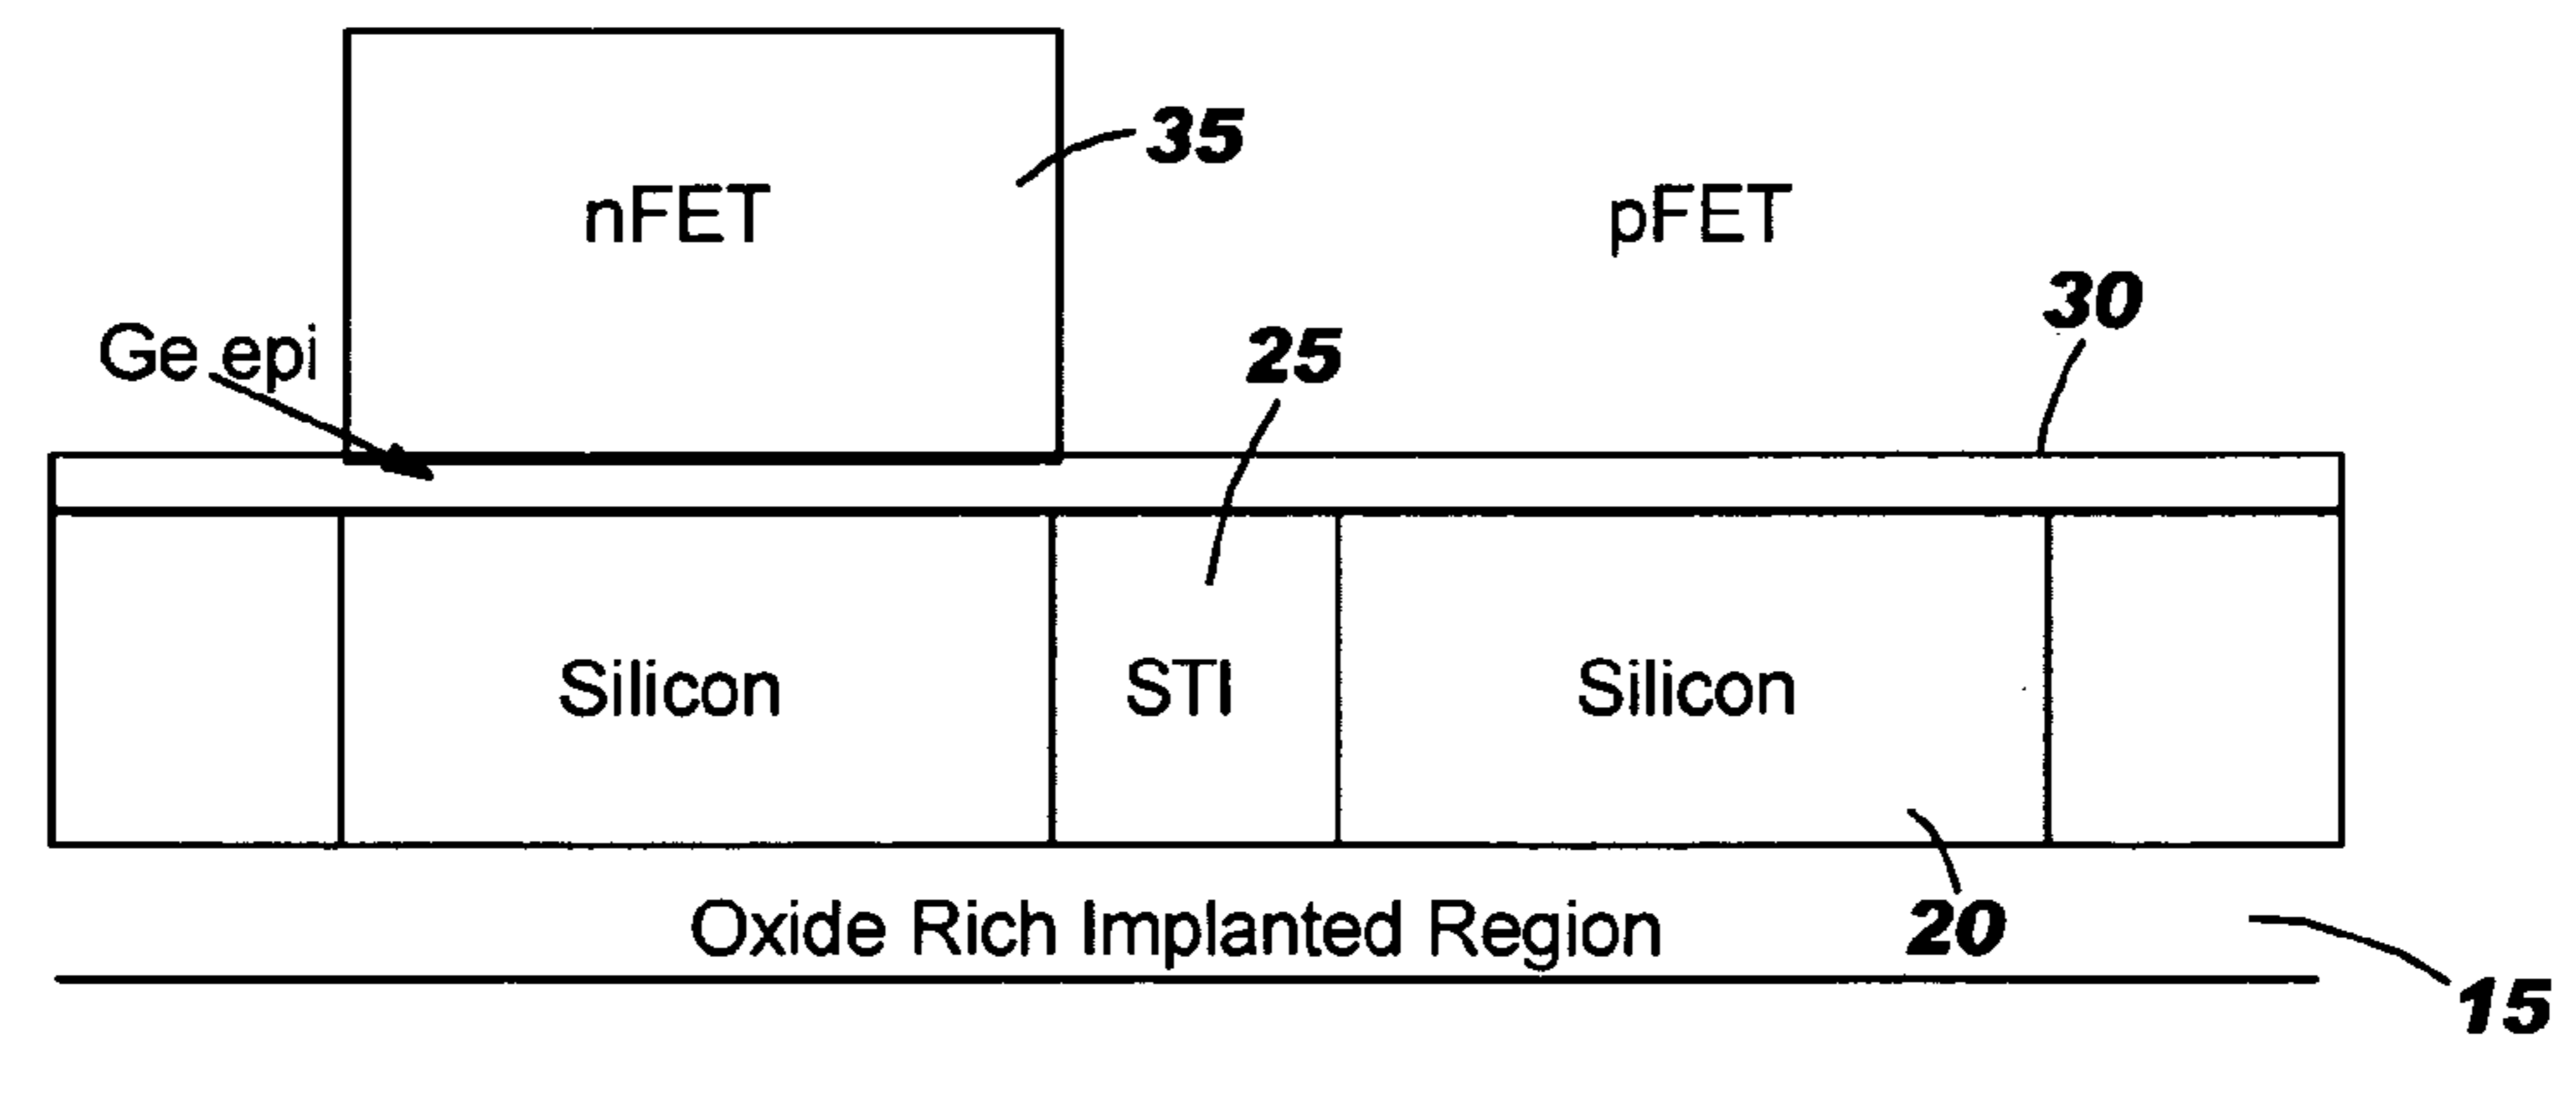 35
nFET
pFET
30
25
Ge epi
Silicon
STI
Silicon
Oxide Rich Implanted Region
20
15